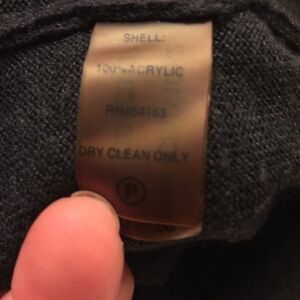 SHELL:
100% ACRYLIC
RN#54163
DRY CLEAN ONLY
P